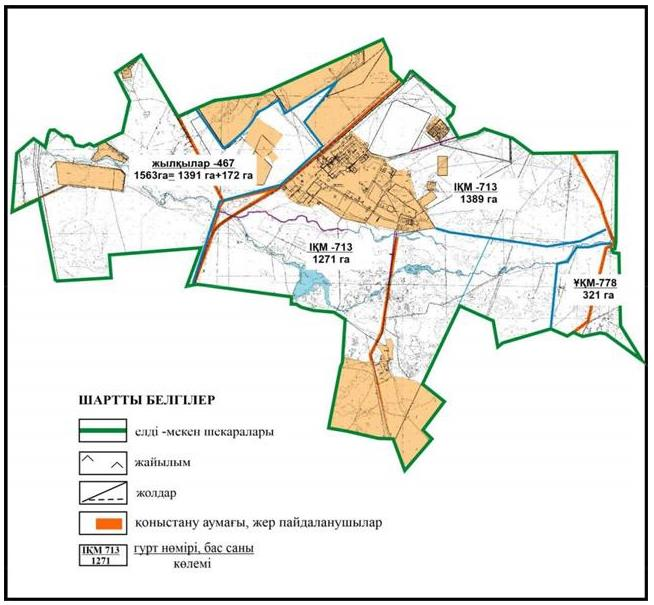 жылқылар -467
1563га= 1391 га+172 га
ІҚМ -713
1389 га
ІҚМ -713
1271 га
ҰҚМ-778
321 га
ШАРТТЫ БЕЛГІЛЕР
елді -мекен шекаралары
жайылым
жолдар
қоныстану аумағы, жер пайдаланушылар
ІҚМ 713
1271
гурт нөмірі, бас саны
көлемі